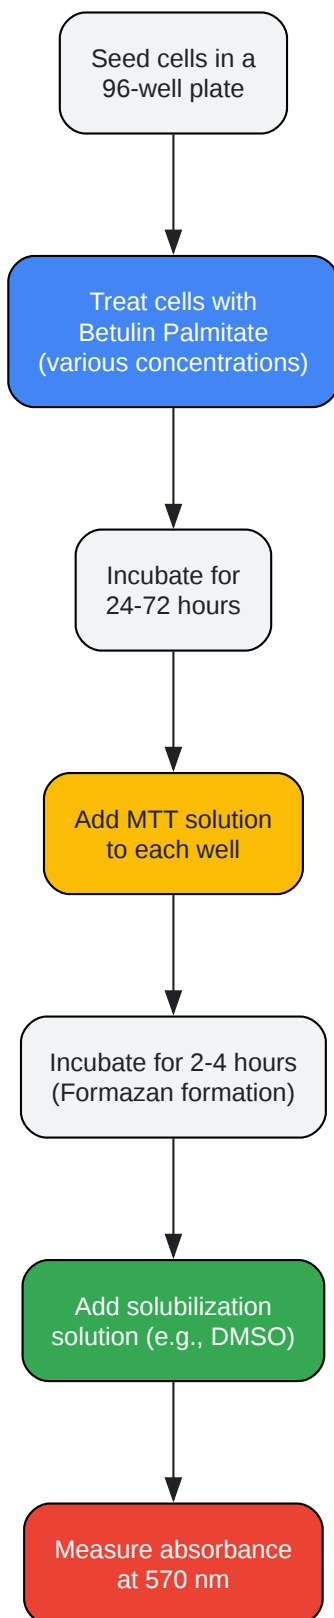 Seed cells in a
96-well plate
Treat cells with
Betulin Palmitate
(various concentrations)
Incubate for
24-72 hours
Add MTT solution
to each well
Incubate for 2-4 hours
(Formazan formation)
Add solubilization
solution (e.g., DMSO)
Measure absorbance
at 570 nm